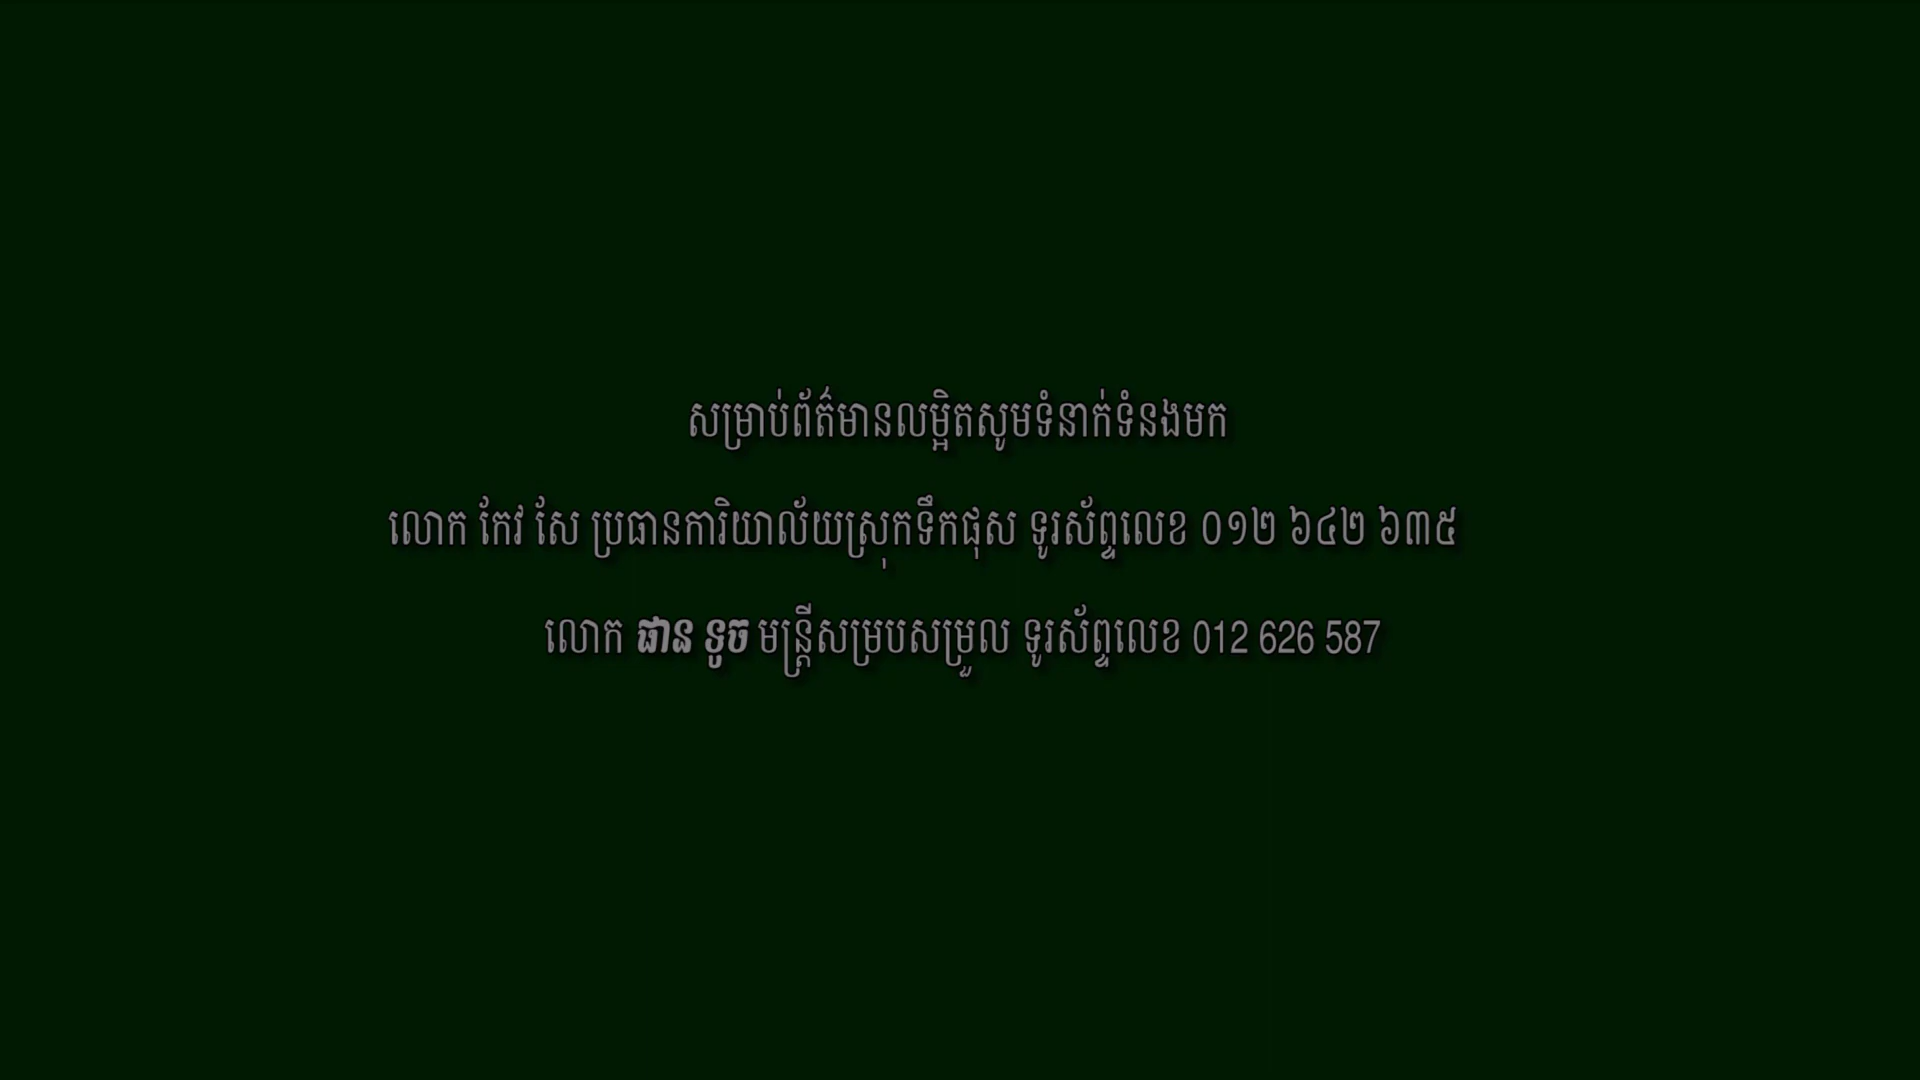 សម្រាប់ព័ត៌មានលម្អិតសូមទំនាក់ទំនងមក
លោក កែវ សែ ប្រធានការិយាល័យស្រុកទឹកផុស ទូរស័ព្ទលេខ ០១២ ៦៤២ ៦៣៥
លោក ផាន ទូច មន្ត្រីសម្របសម្រួល ទូរស័ព្ទលេខ 012 626 587